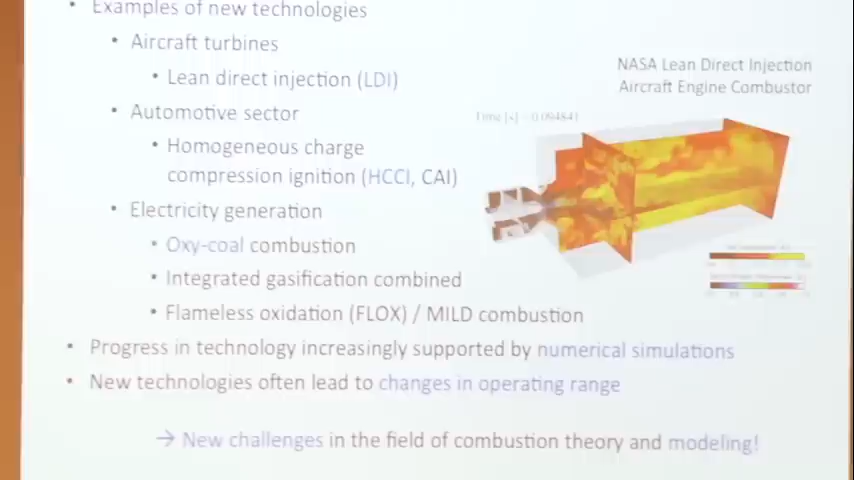 • Examples of new technologies
• Aircraft turbines
• Lean direct injection (LDI)
NASA Lean Direct Injection
Aircraft Engine Combustor
• Automotive sector
Time [s] = 0.094841
• Homogeneous charge
compression ignition (HCCI, CAI)
• Electricity generation
• Oxy-coal combustion
• Integrated gasification combined
• Flameless oxidation (FLOX) / MILD combustion
• Progress in technology increasingly supported by numerical simulations
• New technologies often lead to changes in operating range
→ New challenges in the field of combustion theory and modeling!